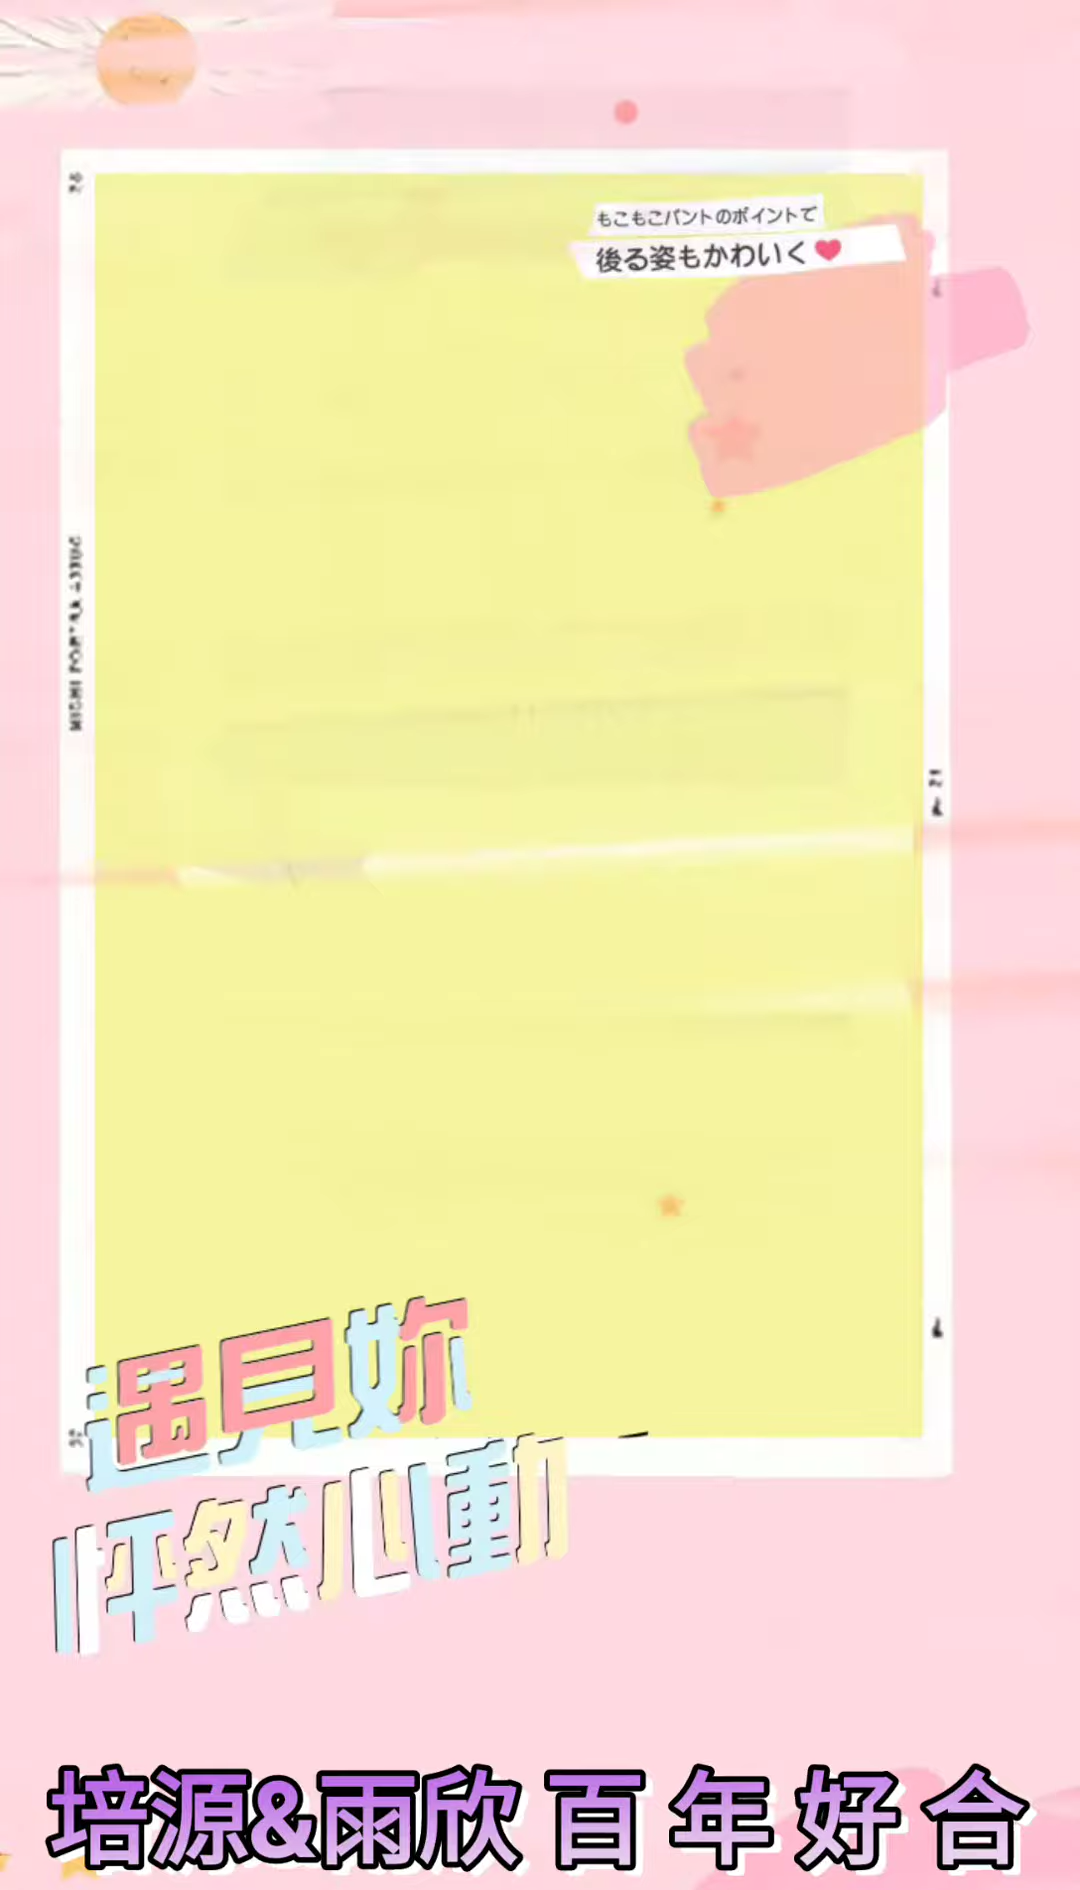 もこもこパントのポイントで
後る姿もかわいく❤
遇見妳
怦然心動
培源&雨欣 百 年 好 合